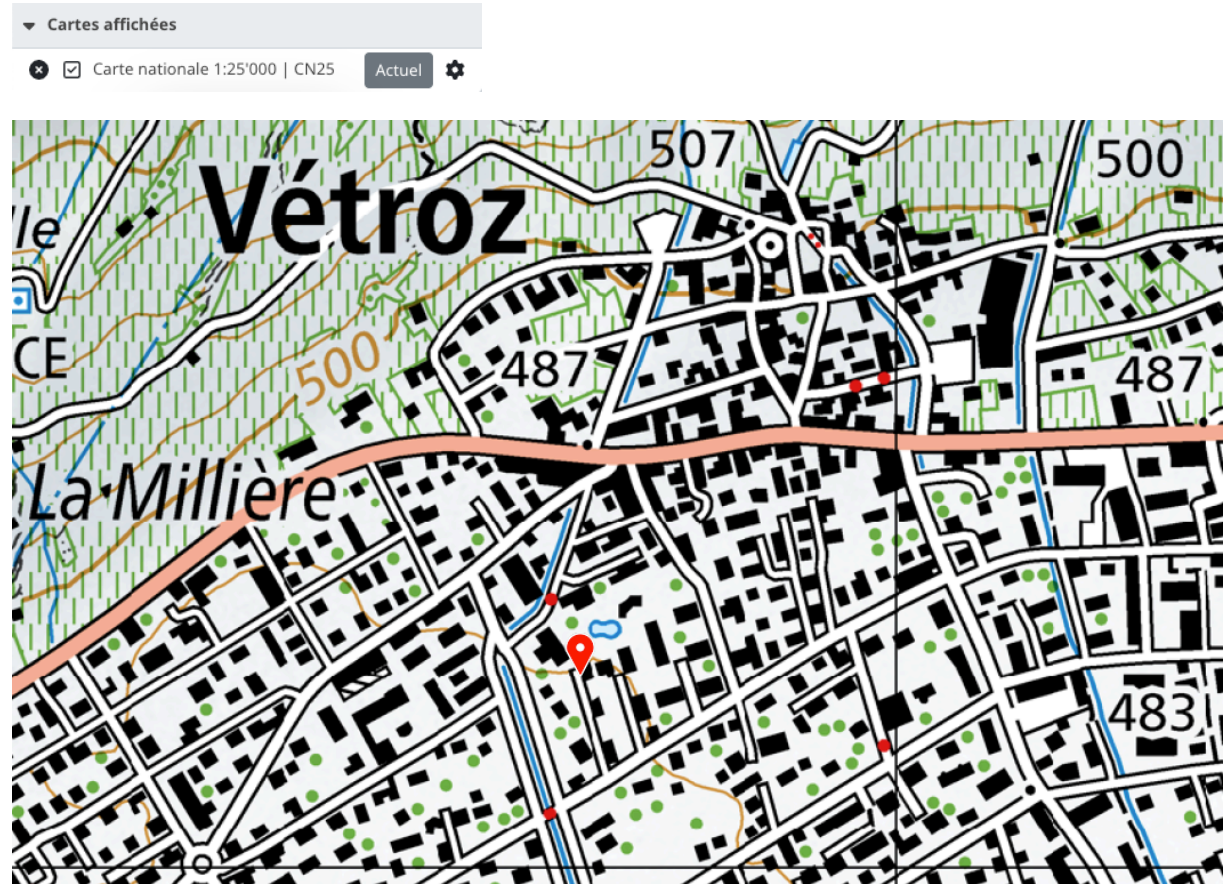 Cartes affichées
Carte nationale 1:25'000 | CN25
Actuel
507
500
Vétroz
lle
CE
500
487
487
La Millière
483